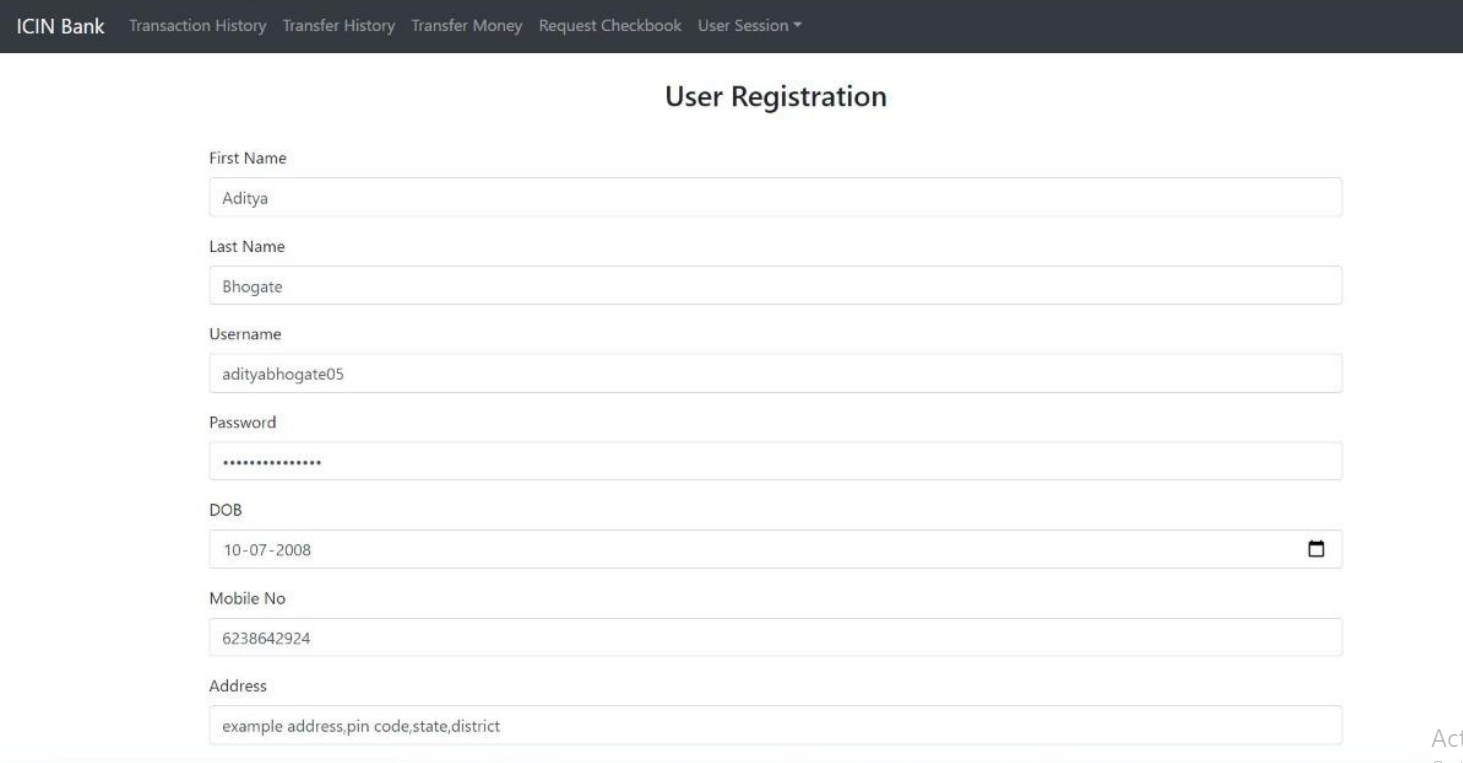 ICIN Bank Transaction History Transfer History Transfer Money Request Checkbook User Session
User Registration
First Name
Aditya
Last Name
Bhogate
Username
adityabhogate05
Password
•••••••••••••••
DOB
10-07-2008
Mobile No
6238642924
Address
example address,pin code,state,district